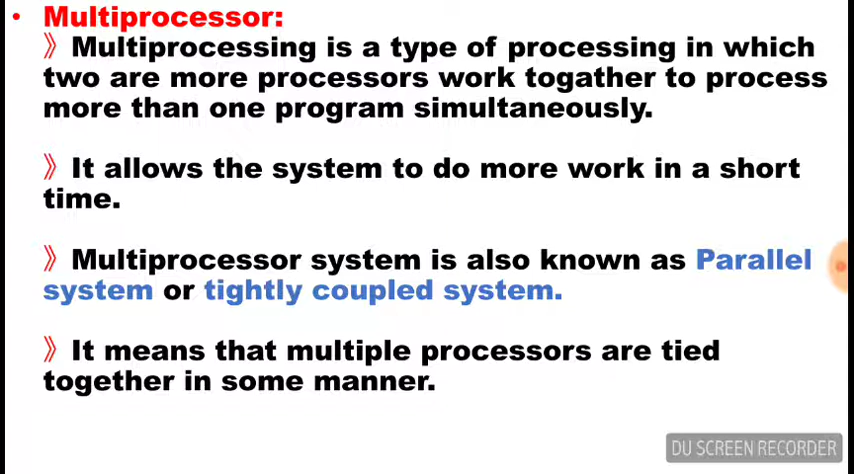 • Multiprocessor:
》Multiprocessing is a type of processing in which
two are more processors work togather to process
more than one program simultaneously.
》It allows the system to do more work in a short
time.
》Multiprocessor system is also known as Parallel
system or tightly coupled system.
》It means that multiple processors are tied
together in some manner.
DU SCREEN RECORDER